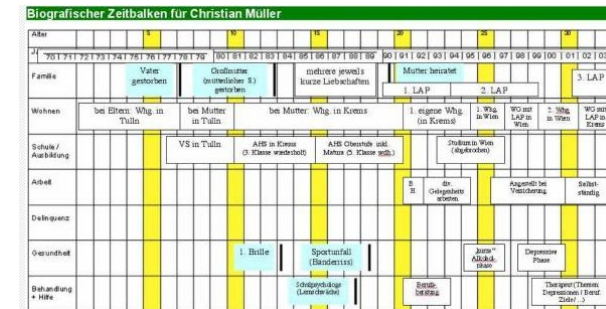 Biografischer Zeitbalken für Christian Müller
Alter 5 10 15 20 25 30
70 71 72 73 74 75 76 77 78 79 80 81 82 83 84 85 86 87 88 89 90 91 92 93 94 95 96 97 98 99 00 01 02 03
Familie
Vater
gestorben
Großmutter
(mütterlicher S.)
gestorben
mehrere jeweils
kurze Liebschaften
Mutter heiratet
1. LAP
2. LAP
3. LAP
Wohnen
bei Eltern: Whg. in
Tulln
bei Mutter
in Tulln
bei Mutter: Whg. in Krems
1. eigene Whg.
(in Krems)
1. Whg.
in Wien
WG mit
LAP in
Wien
2. Whg.
in Wien
WG mit
LAP in
Krems
Schule /
Ausbildung
VS in Tulln
AHS in Krems
(3. Klasse wiederholt)
AHS Oberstufe inkl.
Matura (5. Klasse wdh.)
Studium in Wien
(abgebrochen)
Arbeit
B
H
div.
Gelegenheits
arbeiten
Angestellt bei
Versicherung
Selbst-
ständig
Delinquenz
Gesundheit
1. Brille
Sportunfall
(Bänderriss)
„kurze“
Alkohol-
phase
Depressive
Phase
Behandlung
+ Hilfe
Schulpsychologe
(Lernschwäche)
Berufs-
beratung
Therapie (Themen:
Depressionen / Beruf.
Ziele/ ...)